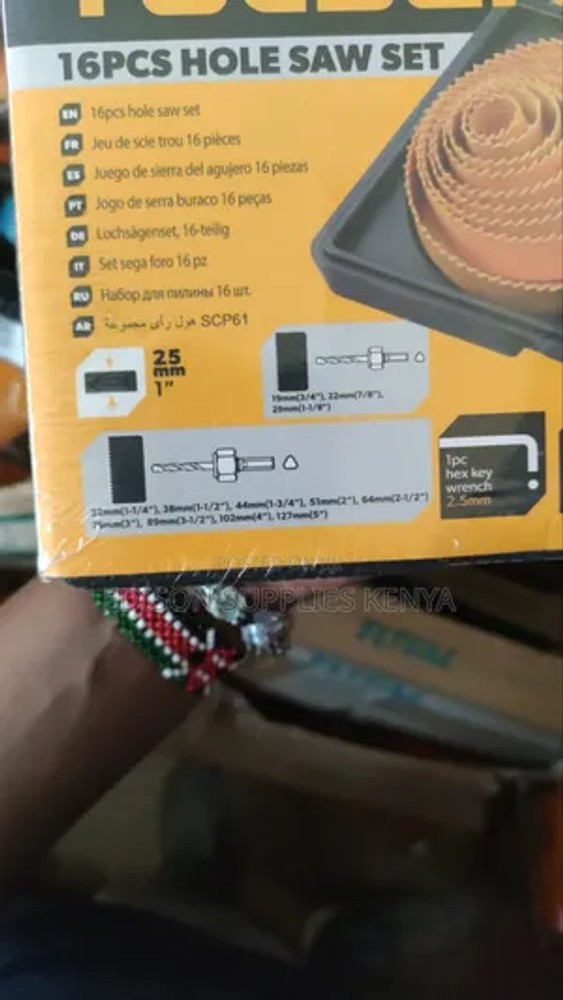 16PCS HOLE SAW SET
EN 16pcs hole saw set
FR Jeu de scie trou 16 pièces
ES Juego de sierra del agujero 16 piezas
PT Jogo de serra buraco 16 peças
DE Lochsägenset, 16-teilig
IT Set sega foro 16 pz
RU Набор для пилины 16 шт.
AR هول رأى مجموعة SCP61
25
mm
1"
19mm(3/4"), 22mm(7/8"),
29mm(1-1/8")
32mm(1-1/4"), 38mm(1-1/2"), 44mm(1-3/4"), 51mm(2"), 64mm(2-1/2")
76mm(3"), 89mm(3-1/2"), 102mm(4"), 127mm(5")
1pc
hex key
wrench
2.5mm
SUPPLIES KENYA